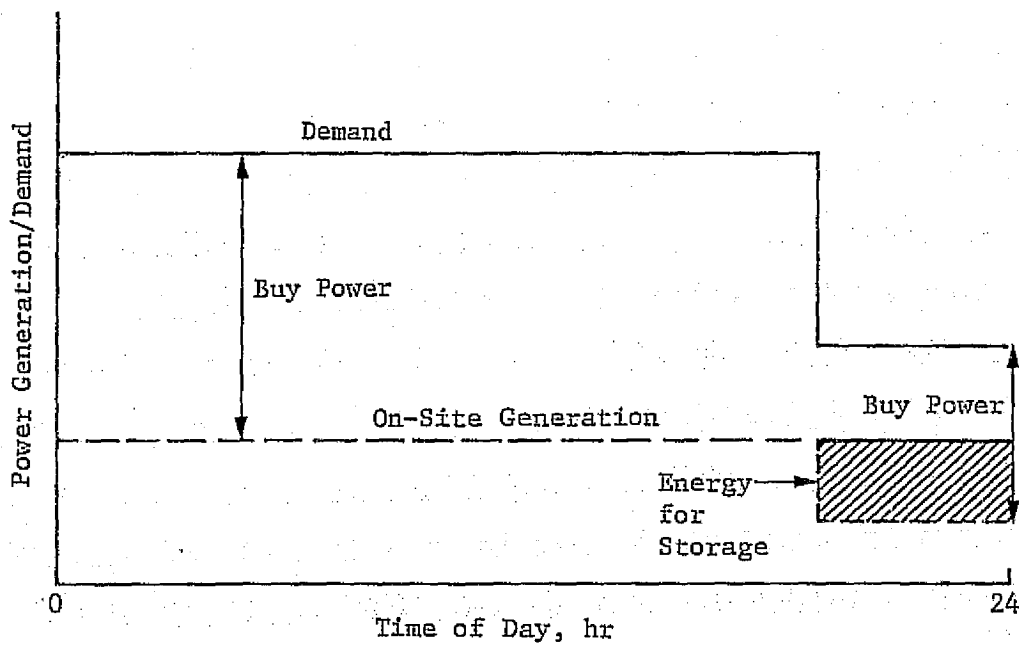 Power Generation/Demand
Demand
Buy Power
On-Site Generation
Buy Power
Energy
for
Storage
0
24
Time of Day, hr